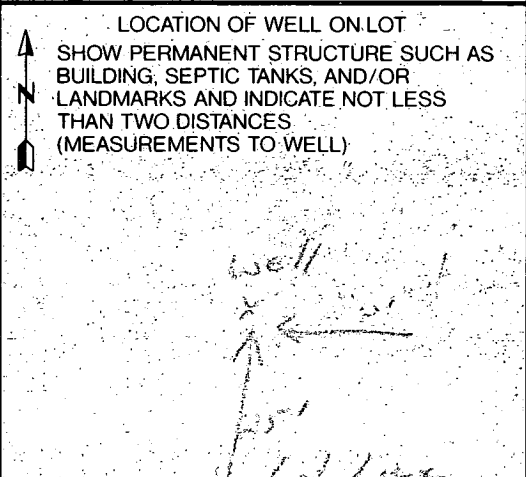 LOCATION OF WELL ON LOT
SHOW PERMANENT STRUCTURE SUCH AS
BUILDING, SEPTIC TANKS, AND/OR
N
LANDMARKS AND INDICATE NOT LESS
THAN TWO DISTANCES
(MEASUREMENTS TO WELL)
well
x